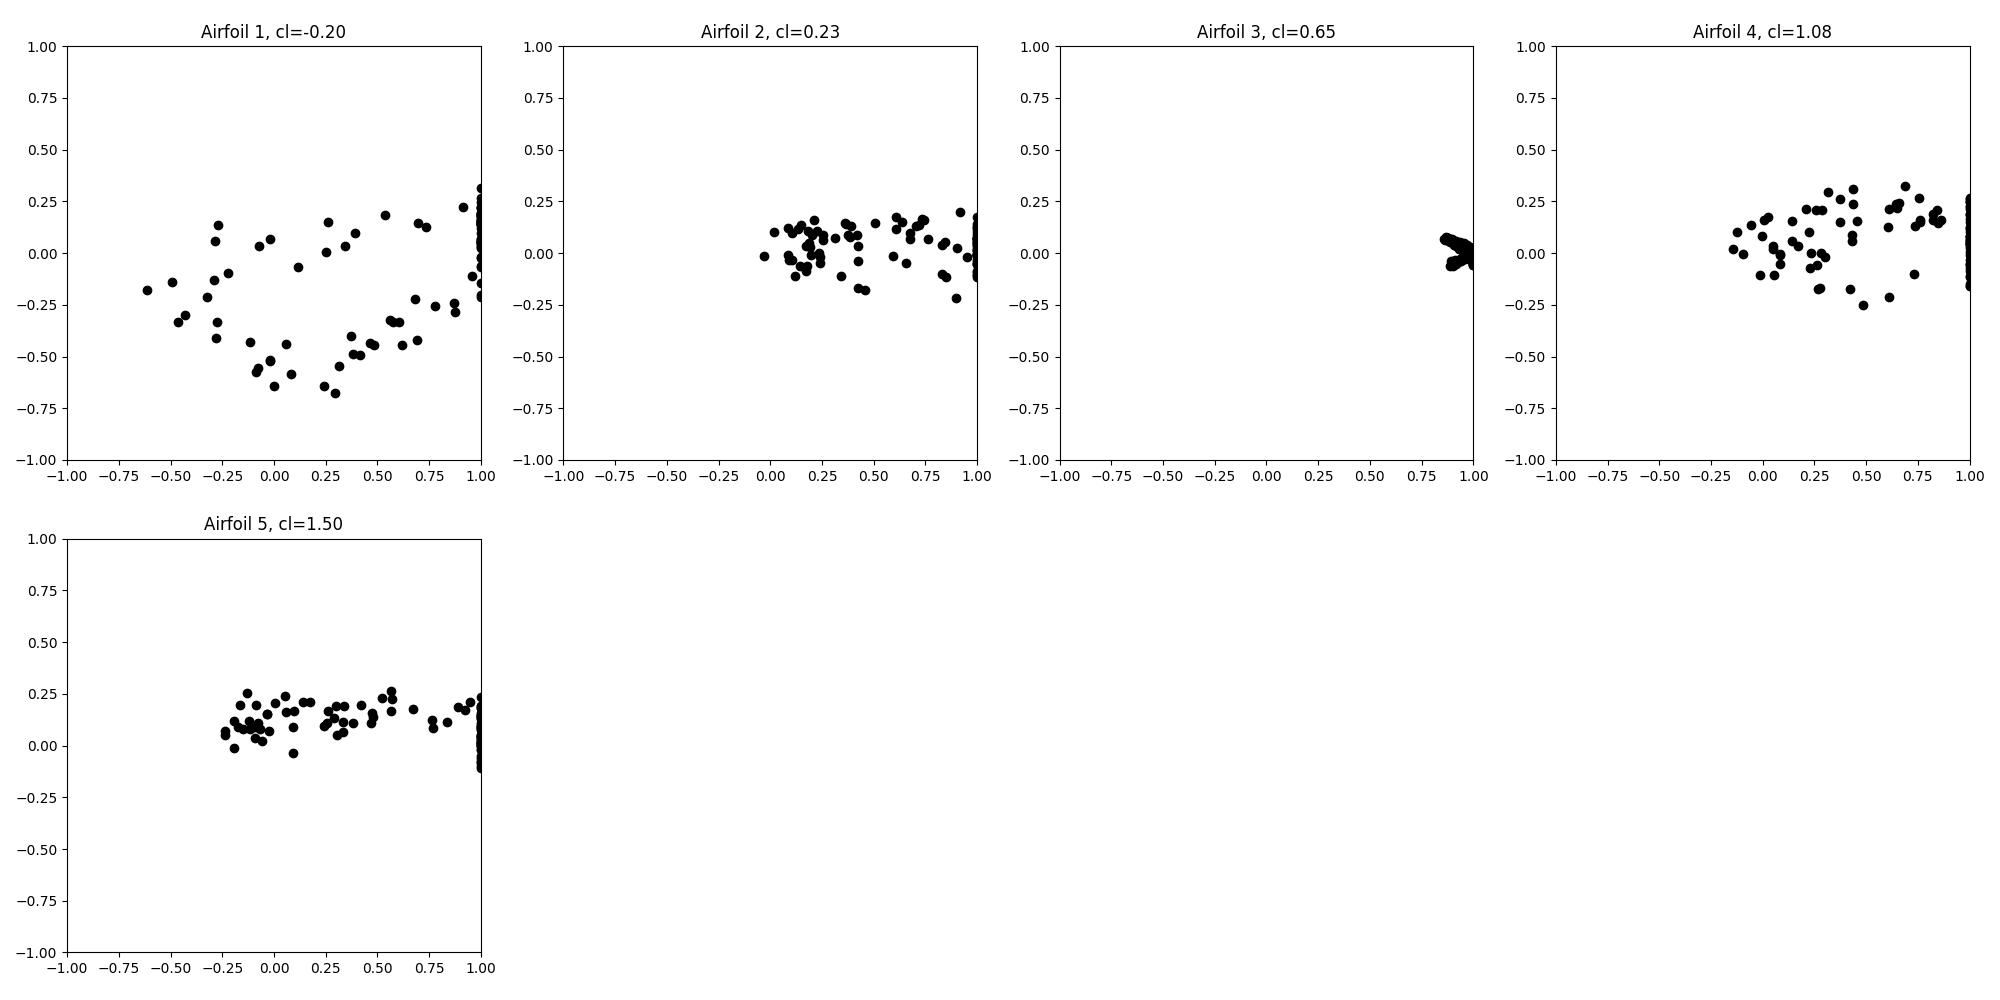 Airfoil 1, cl=-0.20
Airfoil 2, cl=0.23
Airfoil 3, cl=0.65
Airfoil 4, cl=1.08
1.00 1.00 1.00 1.00
0.75 0.75 0.75 0.75
0.50 0.50 0.50 0.50
0.25 0.25 0.25 0.25
0.00 0.00 0.00 0.00
−0.25 −0.25 −0.25 −0.25
−0.50 −0.50 −0.50 −0.50
−0.75 −0.75 −0.75 −0.75
−1.00 −1.00 −1.00 −1.00
−1.00 −0.75 −0.50 −0.25 0.00 0.25 0.50 0.75 1.00
−1.00 −0.75 −0.50 −0.25 0.00 0.25 0.50 0.75 1.00
−1.00 −0.75 −0.50 −0.25 0.00 0.25 0.50 0.75 1.00
−1.00 −0.75 −0.50 −0.25 0.00 0.25 0.50 0.75 1.00
Airfoil 5, cl=1.50
1.00
0.75
0.50
0.25
0.00
−0.25
−0.50
−0.75
−1.00
−1.00 −0.75 −0.50 −0.25 0.00 0.25 0.50 0.75 1.00